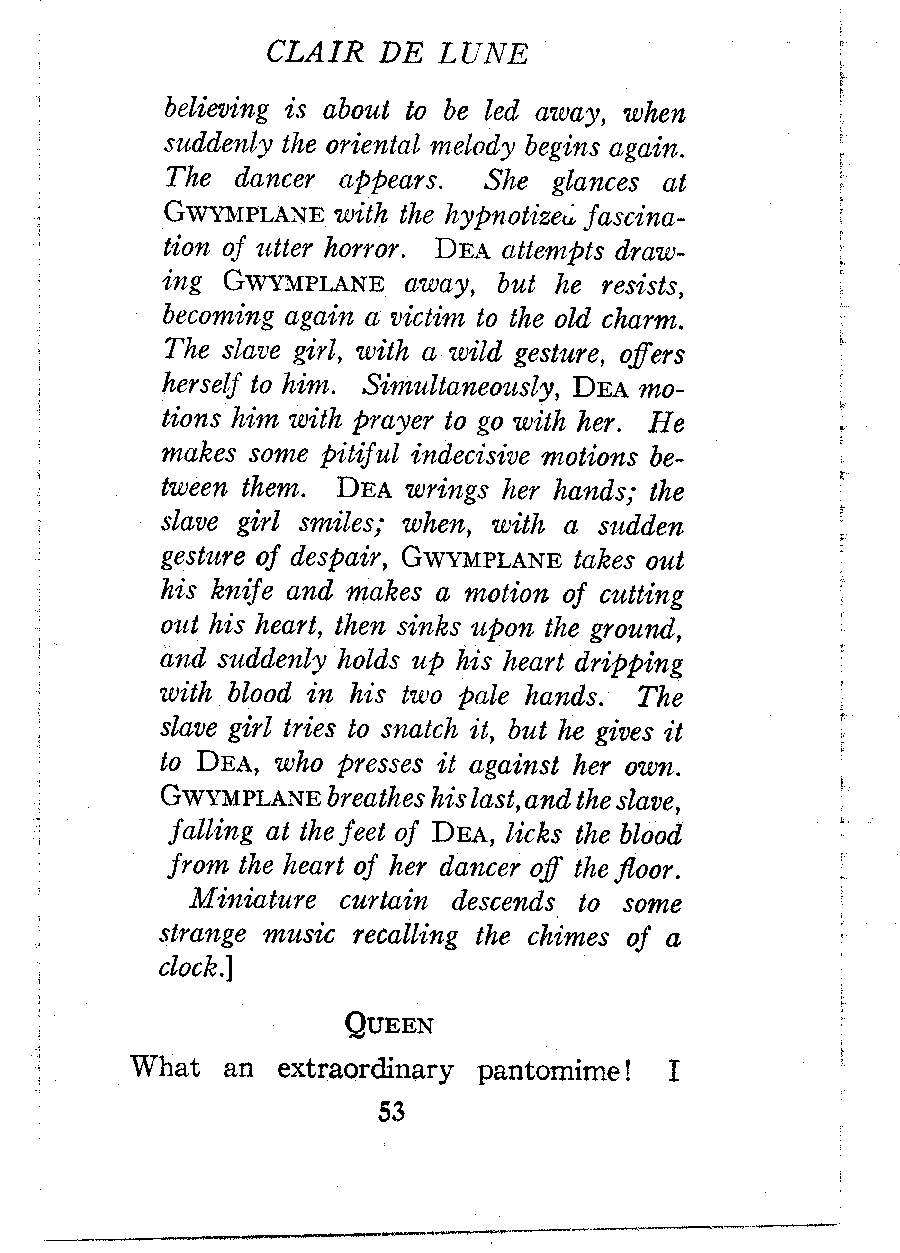 CLAIR DE LUNE
believing is about to be led away, when
suddenly the oriental melody begins again.
The dancer appears. She glances at
GWYMPLANE with the hypnotized fascina-
tion of utter horror. DEA attempts draw-
ing GWYMPLANE away, but he resists,
becoming again a victim to the old charm.
The slave girl, with a wild gesture, offers
herself to him. Simultaneously, DEA mo-
tions him with prayer to go with her. He
makes some pitiful indecisive motions be-
tween them. DEA wrings her hands; the
slave girl smiles; when, with a sudden
gesture of despair, GWYMPLANE takes out
his knife and makes a motion of cutting
out his heart, then sinks upon the ground,
and suddenly holds up his heart dripping
with blood in his two pale hands. The
slave girl tries to snatch it, but he gives it
to DEA, who presses it against her own.
GWYMPLANE breathes his last, and the slave,
falling at the feet of DEA, licks the blood
from the heart of her dancer off the floor.
Miniature curtain descends to some
strange music recalling the chimes of a
clock.]
QUEEN
What an extraordinary pantomime! I
53